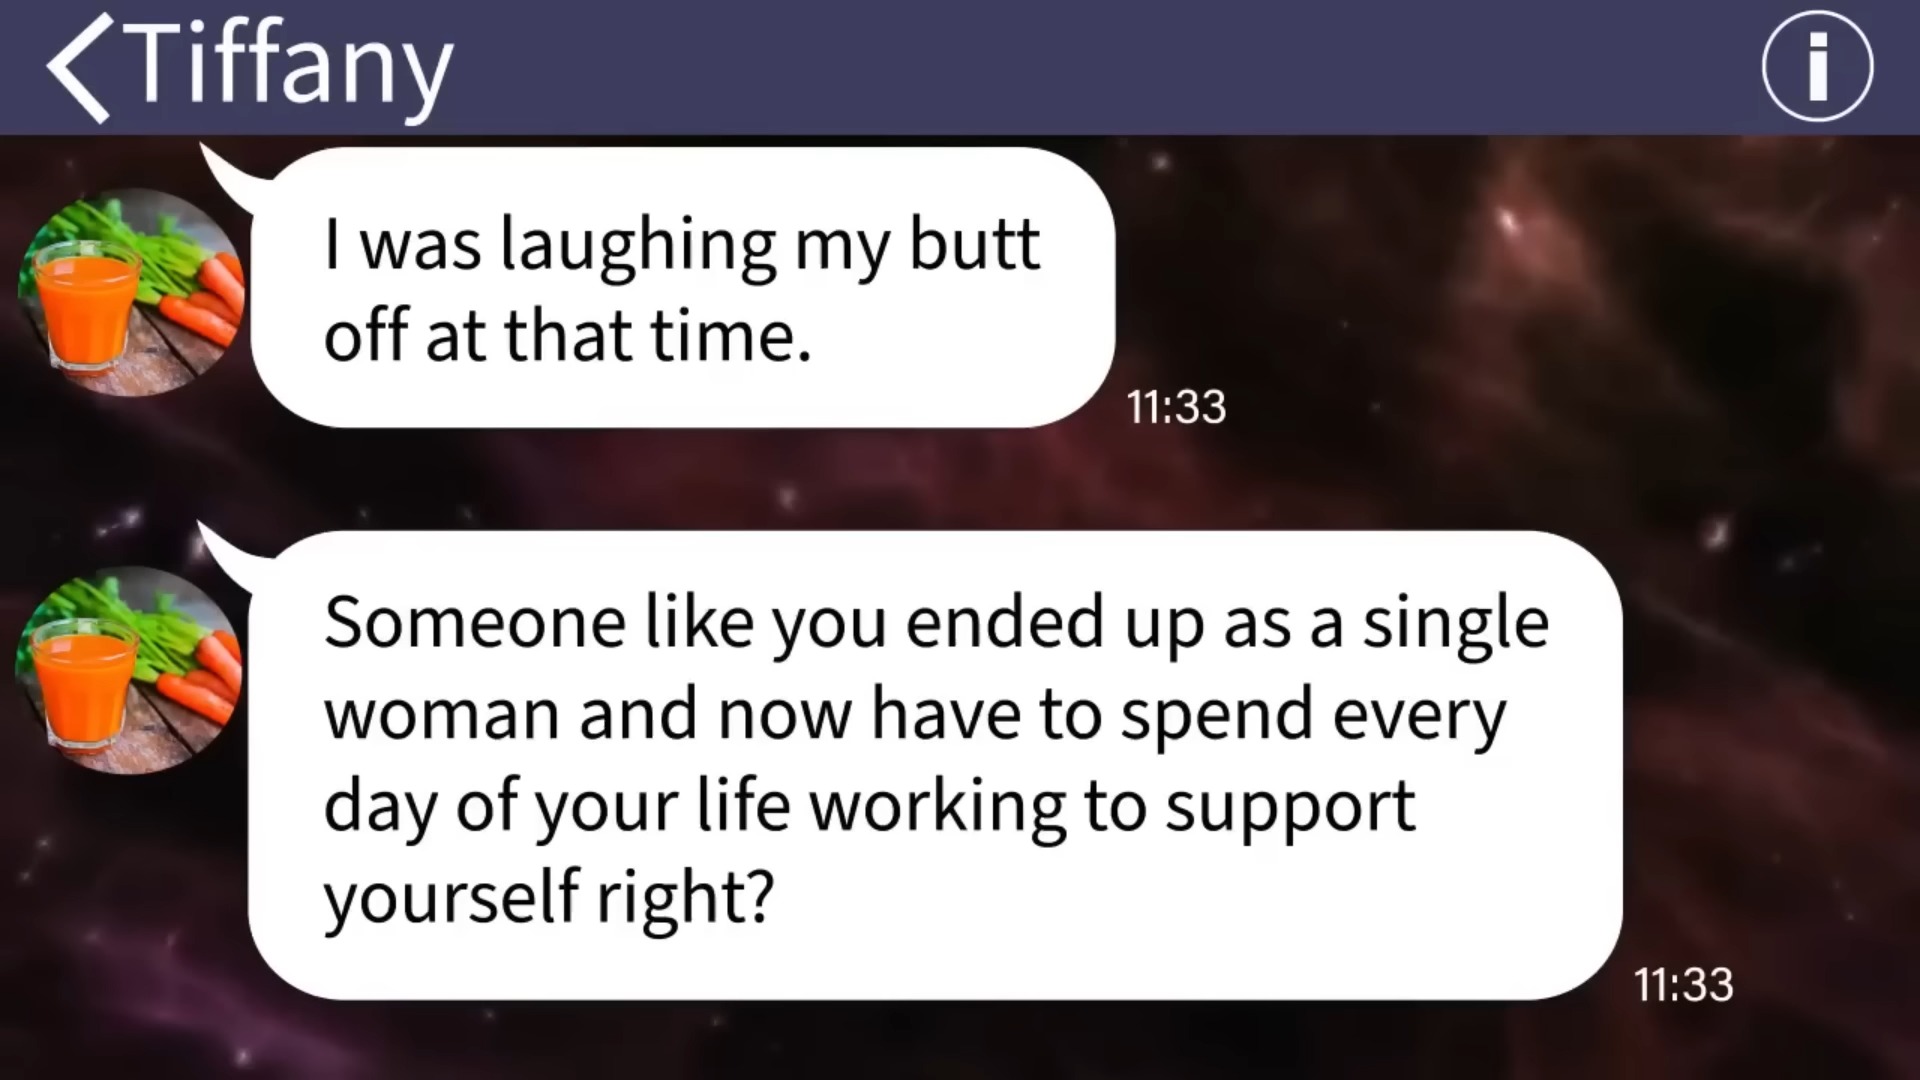 Tiffany
I was laughing my butt
off at that time.
11:33
Someone like you ended up as a single
woman and now have to spend every
day of your life working to support
yourself right?
11:33